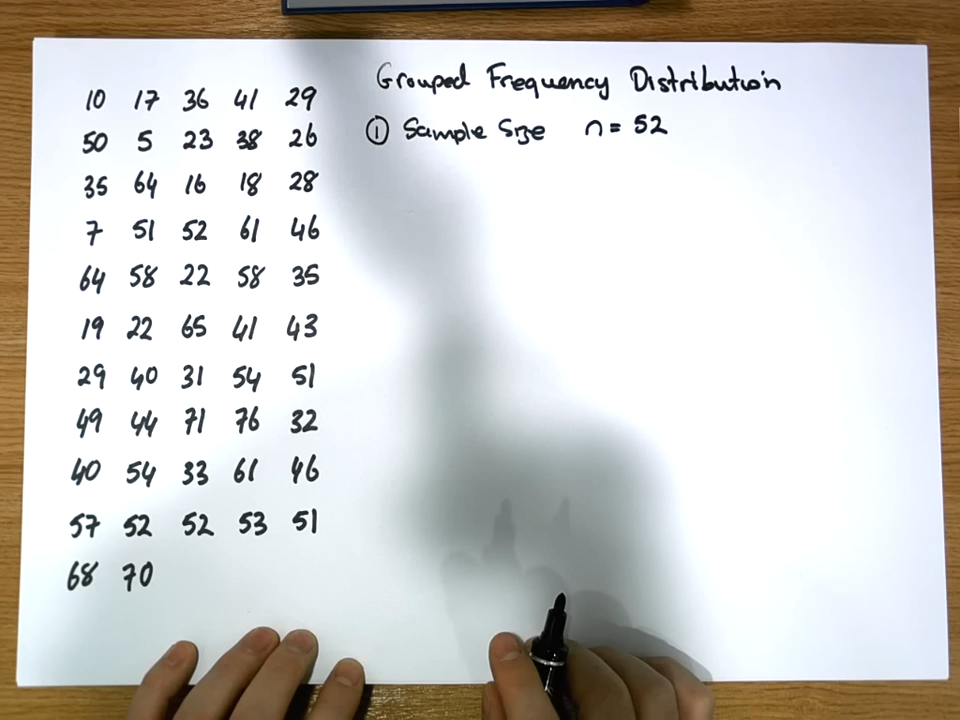 Grouped Frequency Distribution
① Sample Size n = 52
10 17 36 41 29
50 5 23 38 26
35 64 16 18 28
7 51 52 61 46
64 58 22 58 35
19 22 65 41 43
29 40 31 54 51
49 44 71 76 32
40 54 33 61 46
57 52 52 53 51
68 70